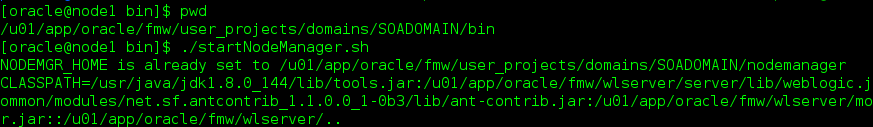 [oracle@node1 bin]$ pwd
/u01/app/oracle/fmw/user_projects/domains/SOADOMAIN/bin
[oracle@node1 bin]$ ./startNodeManager.sh
NODEMGR_HOME is already set to /u01/app/oracle/fmw/user_projects/domains/SOADOMAIN/nodemanager
CLASSPATH=/usr/java/jdk1.8.0_144/lib/tools.jar:/u01/app/oracle/fmw/wlserver/server/lib/weblogic.j
ommon/modules/net.sf.antcontrib_1.1.0.0_1-0b3/lib/ant-contrib.jar:/u01/app/oracle/fmw/wlserver/mo
r.jar::/u01/app/oracle/fmw/wlserver/..